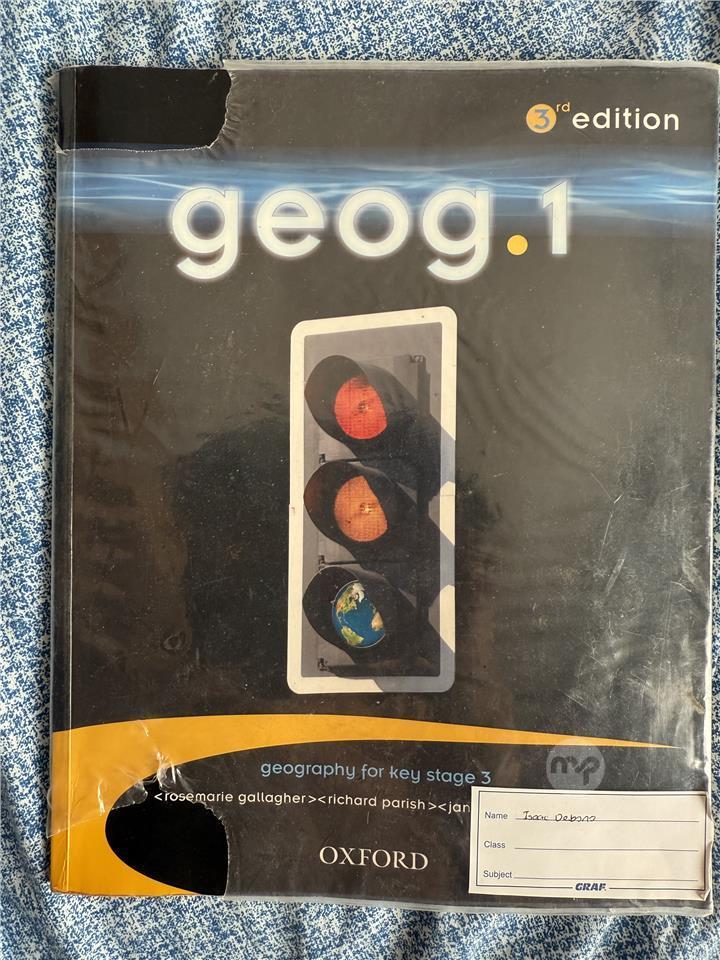 3rd edition
geog.1
geography for key stage 3
<rosemarie gallagher><richard parish><jan
OXFORD
Name Isaac
Class
Subject
GRAF
mp